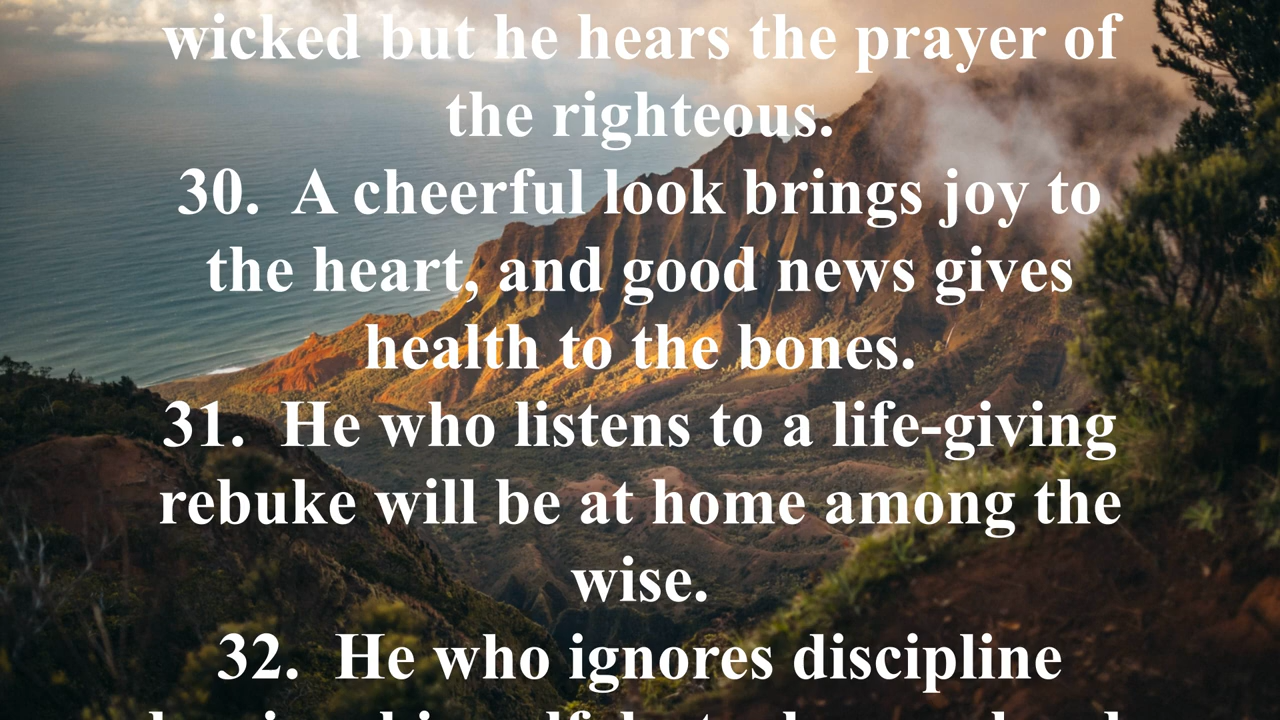 wicked but he hears the prayer of
the righteous.
30. A cheerful look brings joy to
the heart, and good news gives
health to the bones.
31. He who listens to a life-giving
rebuke will be at home among the
wise.
32. He who ignores discipline